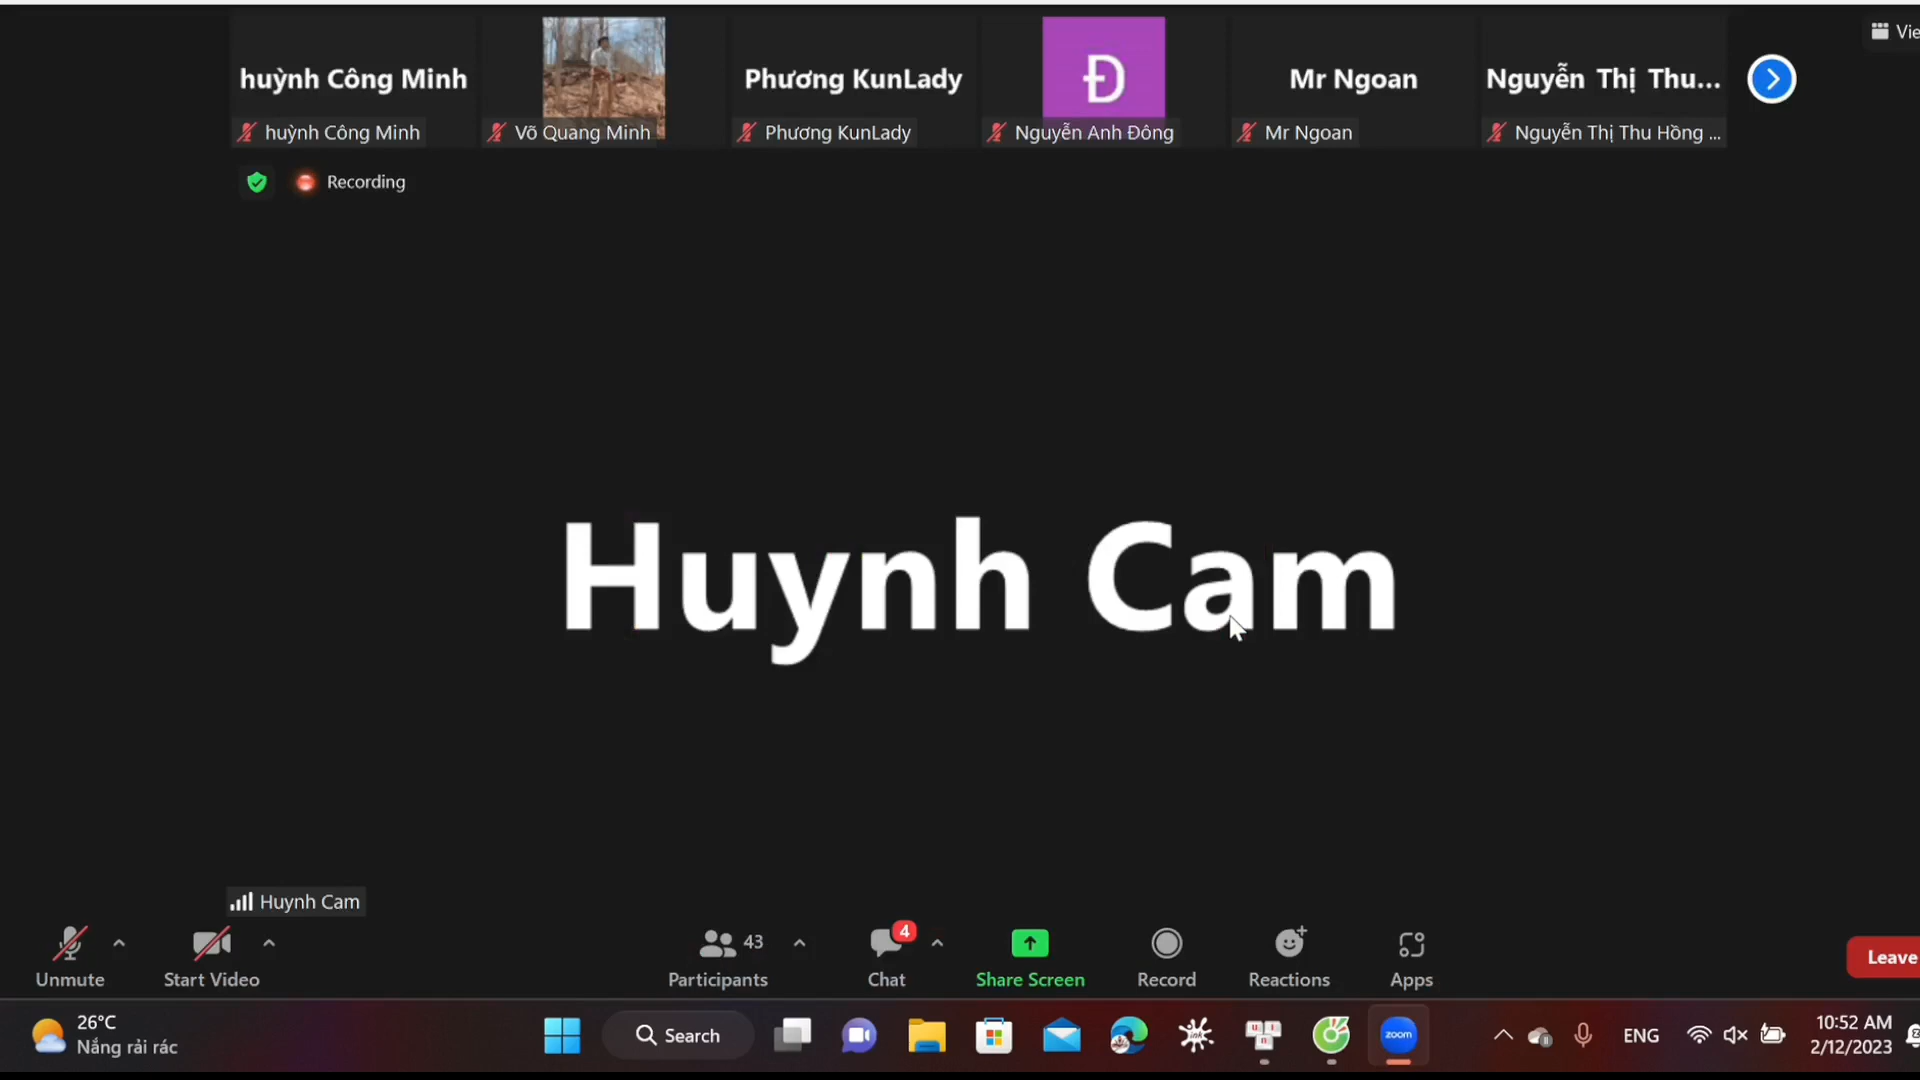 huỳnh Công Minh
Phương KunLady
Đ
Mr Ngoan
Nguyễn Thị Thu...
View
huỳnh Công Minh
Võ Quang Minh
Phương KunLady
Nguyễn Anh Đông
Mr Ngoan
Nguyễn Thị Thu Hồng ...
Recording
Huynh Cam
Huynh Cam
43
4
Unmute
Start Video
Participants
Chat
Share Screen
Record
Reactions
Apps
Leave
26°C
Nắng rải rác
Search
ink
U I N
zoom
ENG
10:52 AM
2/12/2023